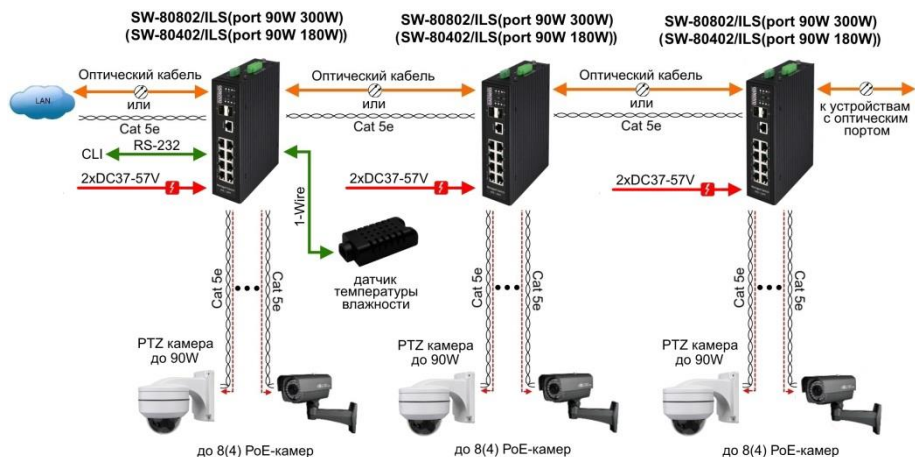 SW-80802/ILS(port 90W 300W)
(SW-80402/ILS(port 90W 180W))
SW-80802/ILS(port 90W 300W)
(SW-80402/ILS(port 90W 180W))
SW-80802/ILS(port 90W 300W)
(SW-80402/ILS(port 90W 180W))
LAN
Оптический кабель
или
Cat 5e
RS-232
CLI
2xDC37-57V
Оптический кабель
или
Cat 5e
2xDC37-57V
Оптический кабель
или
Cat 5e
2xDC37-57V
к устройствам
с оптическим
портом
1-Wire
датчик
температуры
влажности
Cat 5e
Cat 5e
Cat 5e
Cat 5e
Cat 5e
Cat 5e
PTZ камера
до 90W
PTZ камера
до 90W
PTZ камера
до 90W
до 8(4) PoE-камер
до 8(4) PoE-камер
до 8(4) PoE-камер